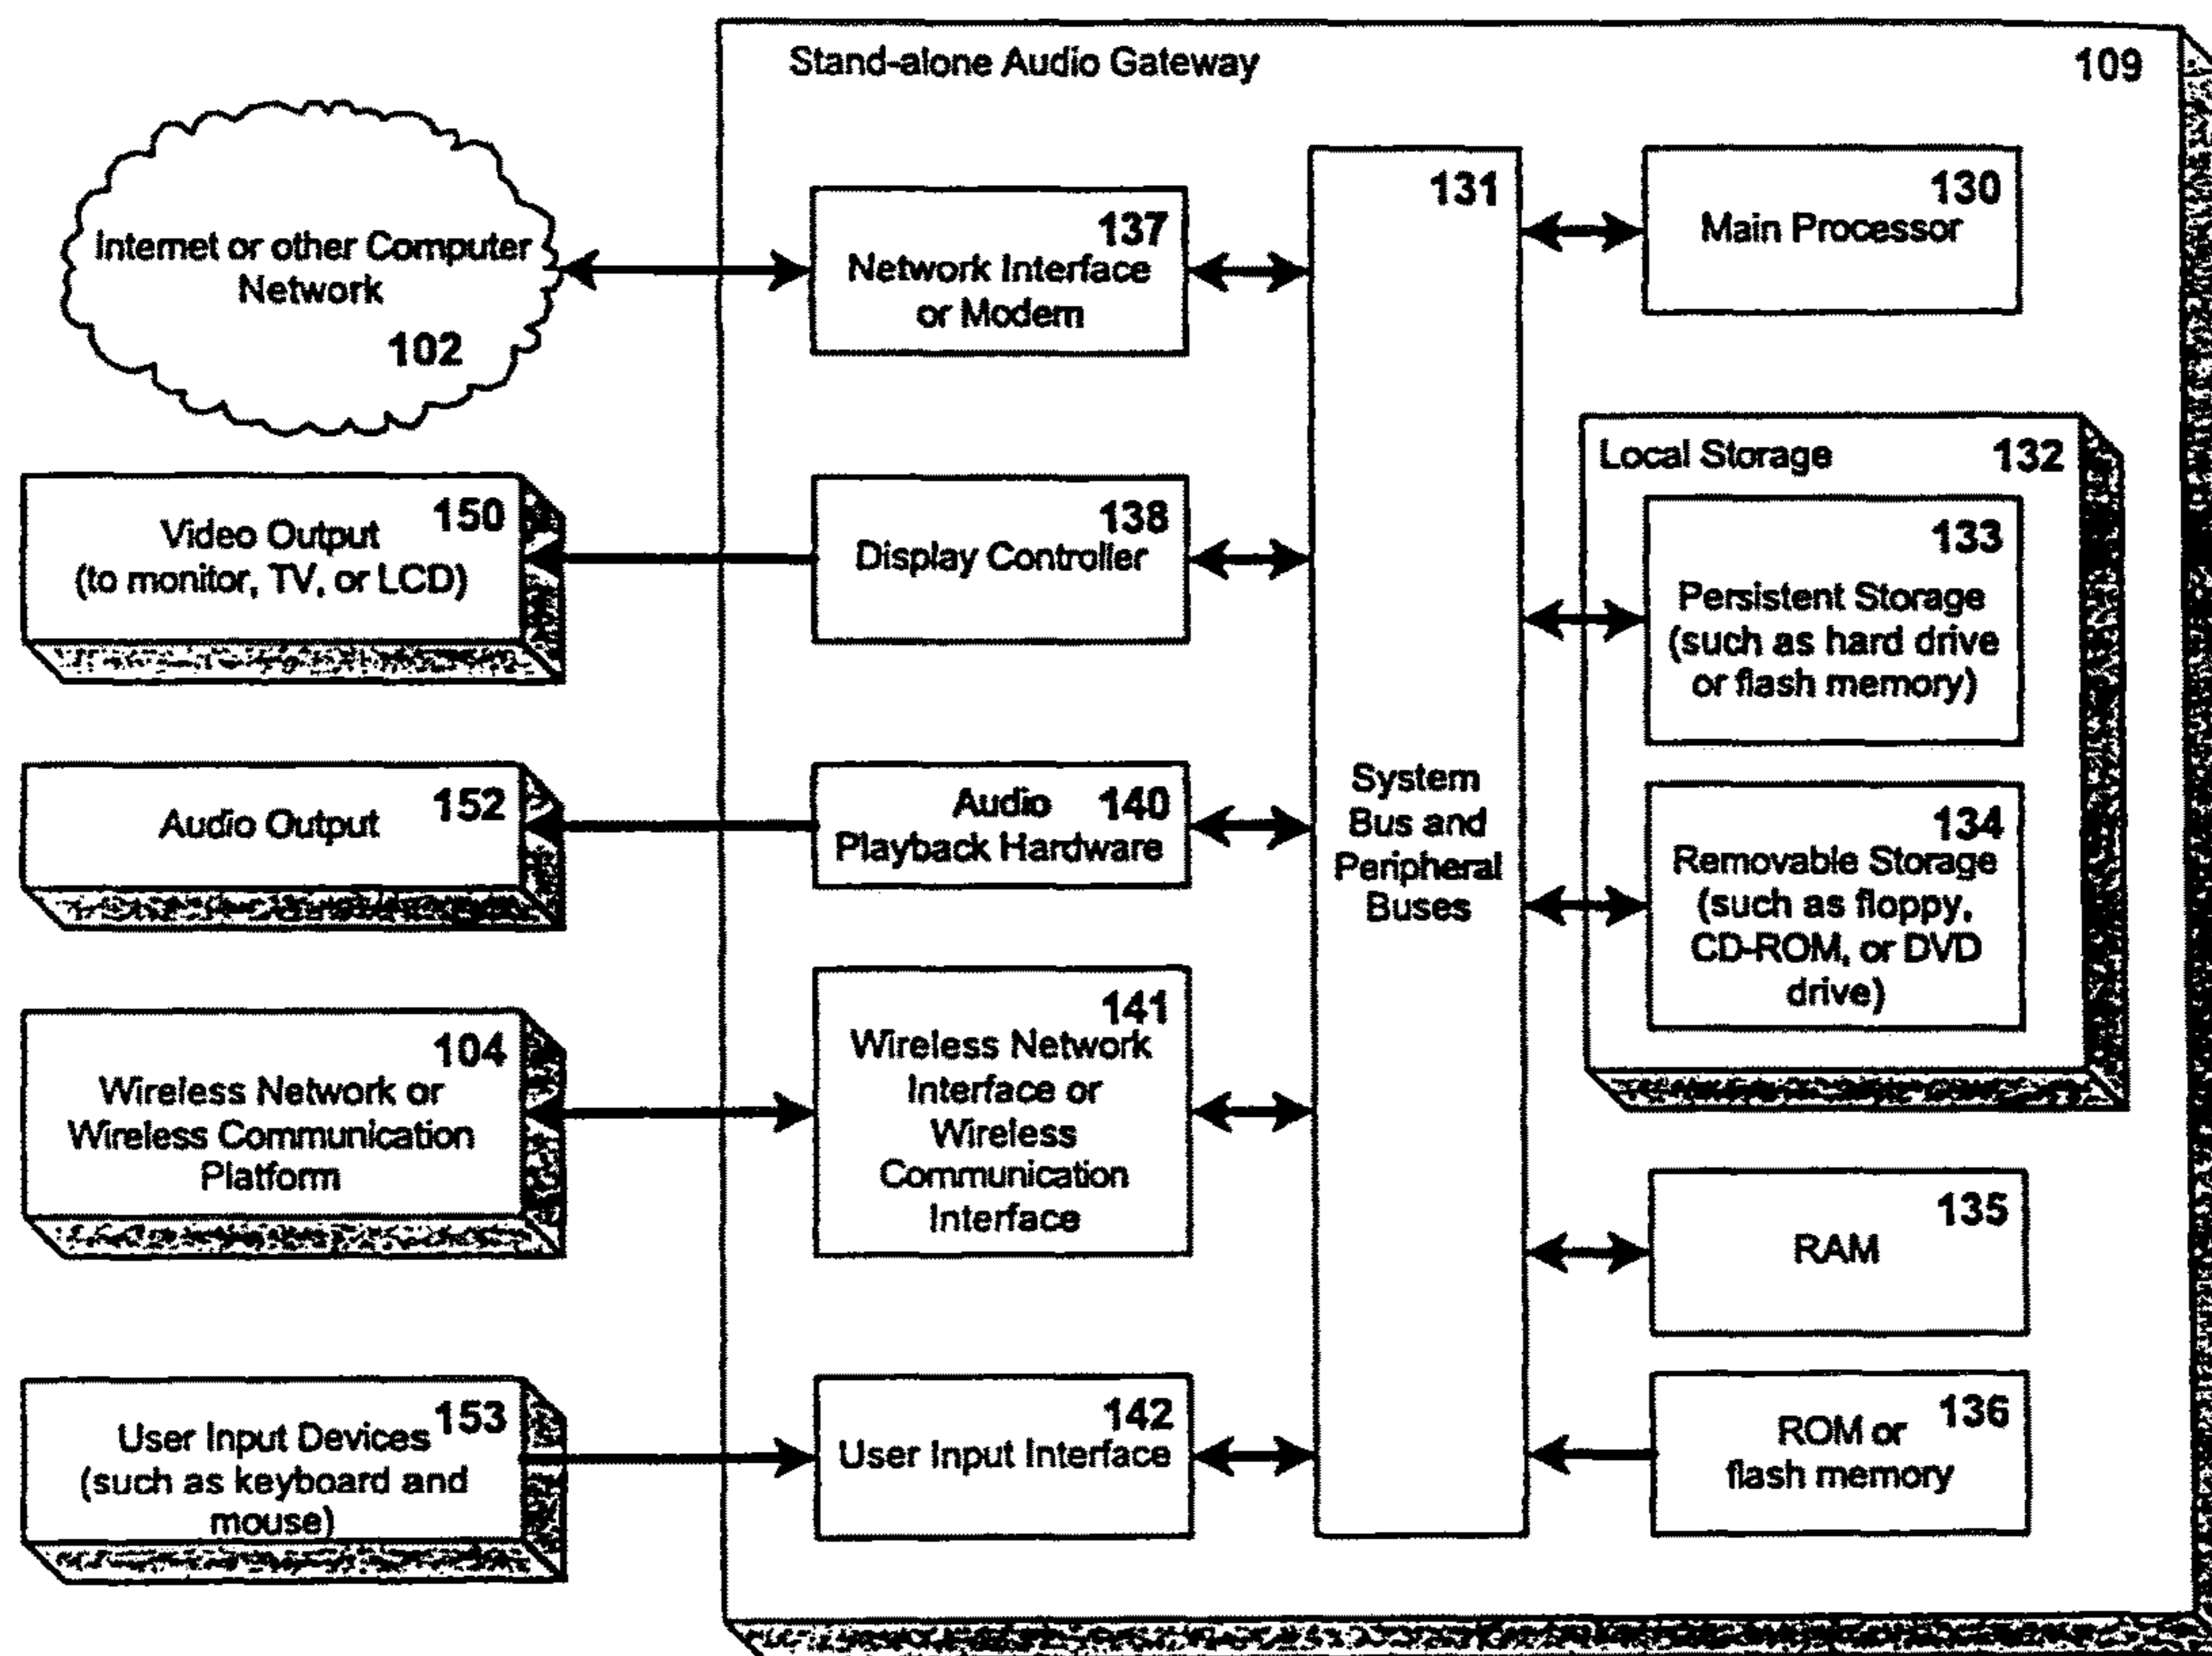 Stand-alone Audio Gateway
109
Internet or other Computer
Network
102
137
Network Interface
or Modem
131
System
Bus and
Peripheral
Buses
130
Main Processor
Video Output
150
(to monitor, TV, or LCD)
138
Display Controller
Local Storage
132
133
Persistent Storage
(such as hard drive
or flash memory)
Audio Output
152
Audio
140
Playback Hardware
134
Removable Storage
(such as floppy,
CD-ROM, or DVD
drive)
104
Wireless Network or
Wireless Communication
Platform
141
Wireless Network
Interface or
Wireless
Communication
Interface
135
RAM
153
User Input Devices
(such as keyboard and
mouse)
142
User Input Interface
136
ROM or
flash memory